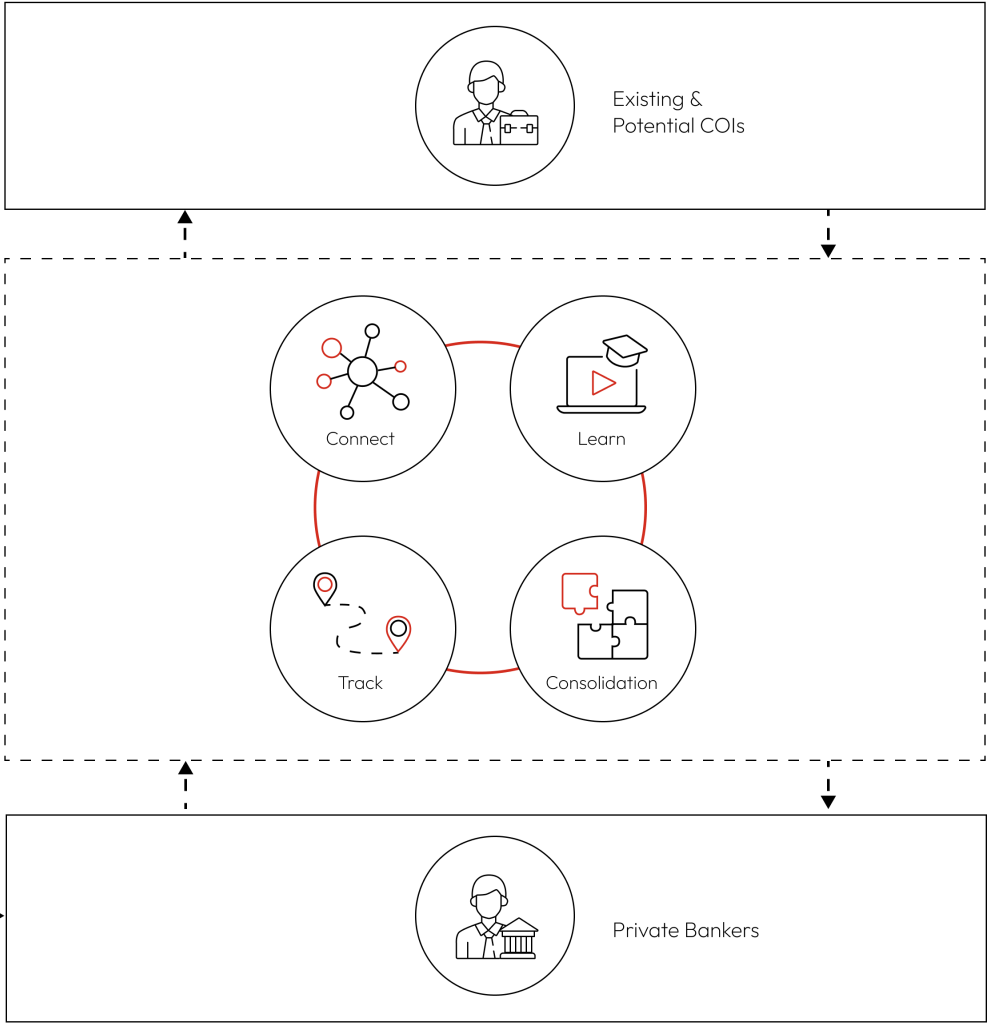 Existing &
Potential COIs
Connect
Learn
Track
Consolidation
Private Bankers